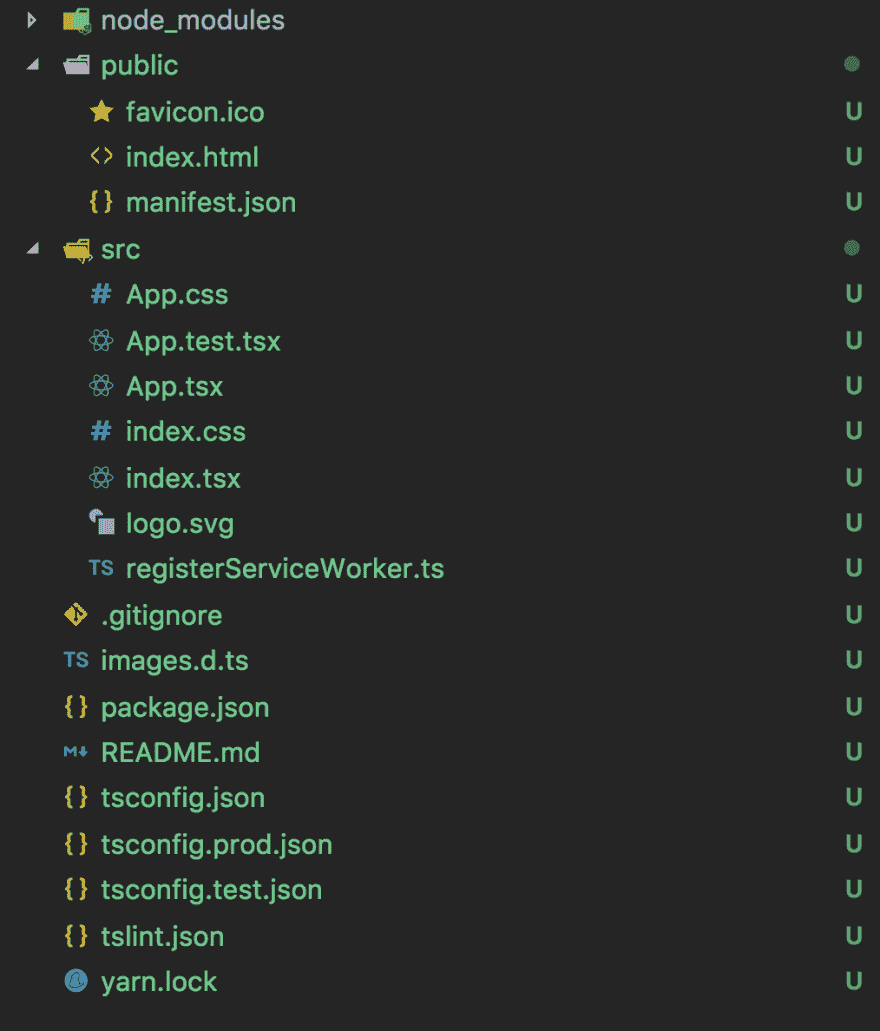 node_modules
public
favicon.ico U
index.html U
manifest.json U
src
App.css U
App.test.tsx U
App.tsx U
index.css U
index.tsx U
logo.svg U
TS registerServiceWorker.ts U
.gitignore U
TS images.d.ts U
{} package.json U
M↓ README.md U
{} tsconfig.json U
{} tsconfig.prod.json U
{} tsconfig.test.json U
{} tslint.json U
yarn.lock U